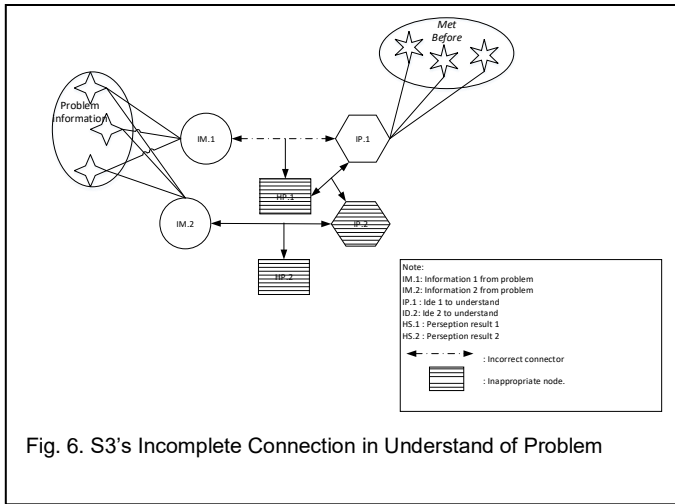 Met
Before
Problem
information
IM.1
IP.1
HP.1
IM.2
IP.2
HP.2
Note:
IM.1: Information 1 from problem
IM.2: Information 2 from problem
IP.1 : Ide 1 to understand
ID.2: Ide 2 to understand
HS.1 : Perseption result 1
HS.2 : Perseption result 2
: Incorrect connector
: Inappropriate node.
Fig. 6. S3's Incomplete Connection in Understand of Problem